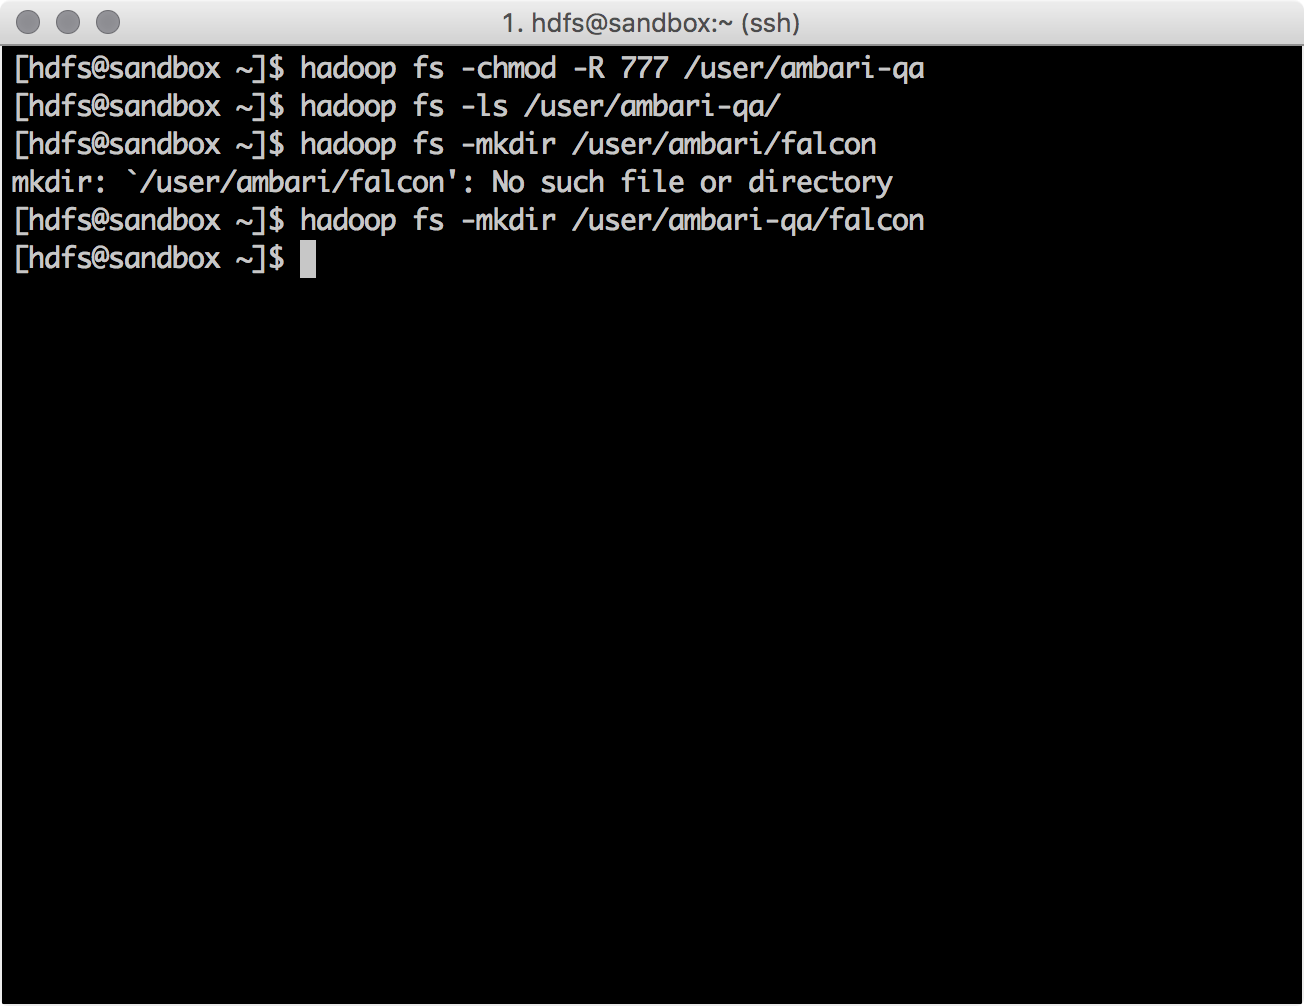 1. hdfs@sandbox:~ (ssh)
[hdfs@sandbox ~]$ hadoop fs -chmod -R 777 /user/ambari-qa
[hdfs@sandbox ~]$ hadoop fs -ls /user/ambari-qa/
[hdfs@sandbox ~]$ hadoop fs -mkdir /user/ambari/falcon
mkdir: `/user/ambari/falcon': No such file or directory
[hdfs@sandbox ~]$ hadoop fs -mkdir /user/ambari-qa/falcon
[hdfs@sandbox ~]$